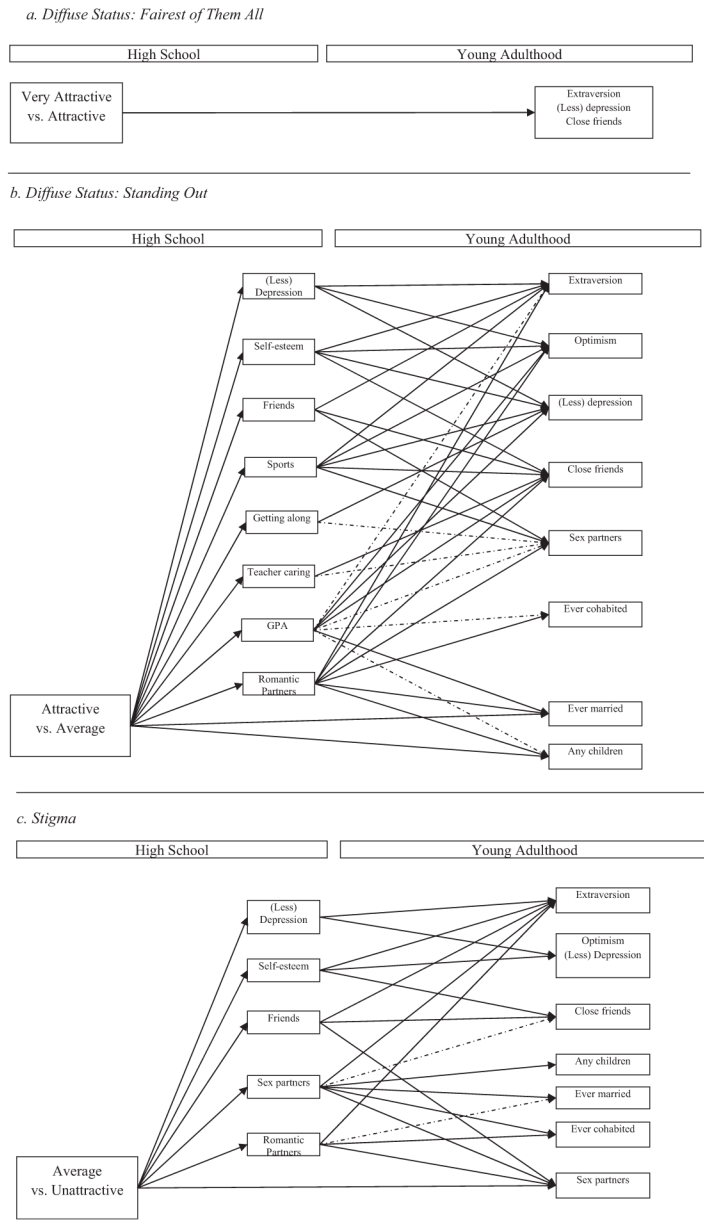 a. Diffuse Status: Fairest of Them All
High School
Young Adulthood
Very Attractive
vs. Attractive
Extraversion
(Less) depression
Close friends
b. Diffuse Status: Standing Out
High School
Young Adulthood
(Less)
Depression
Self-esteem
Friends
Sports
Getting along
Teacher caring
GPA
Romantic
Partners
Attractive
vs. Average
Extraversion
Optimism
(Less) depression
Close friends
Sex partners
Ever cohabited
Ever married
Any children
c. Stigma
High School
Young Adulthood
(Less)
Depression
Self-esteem
Friends
Sex partners
Romantic
Partners
Average
vs. Unattractive
Extraversion
Optimism
(Less) Depression
Close friends
Any children
Ever married
Ever cohabited
Sex partners